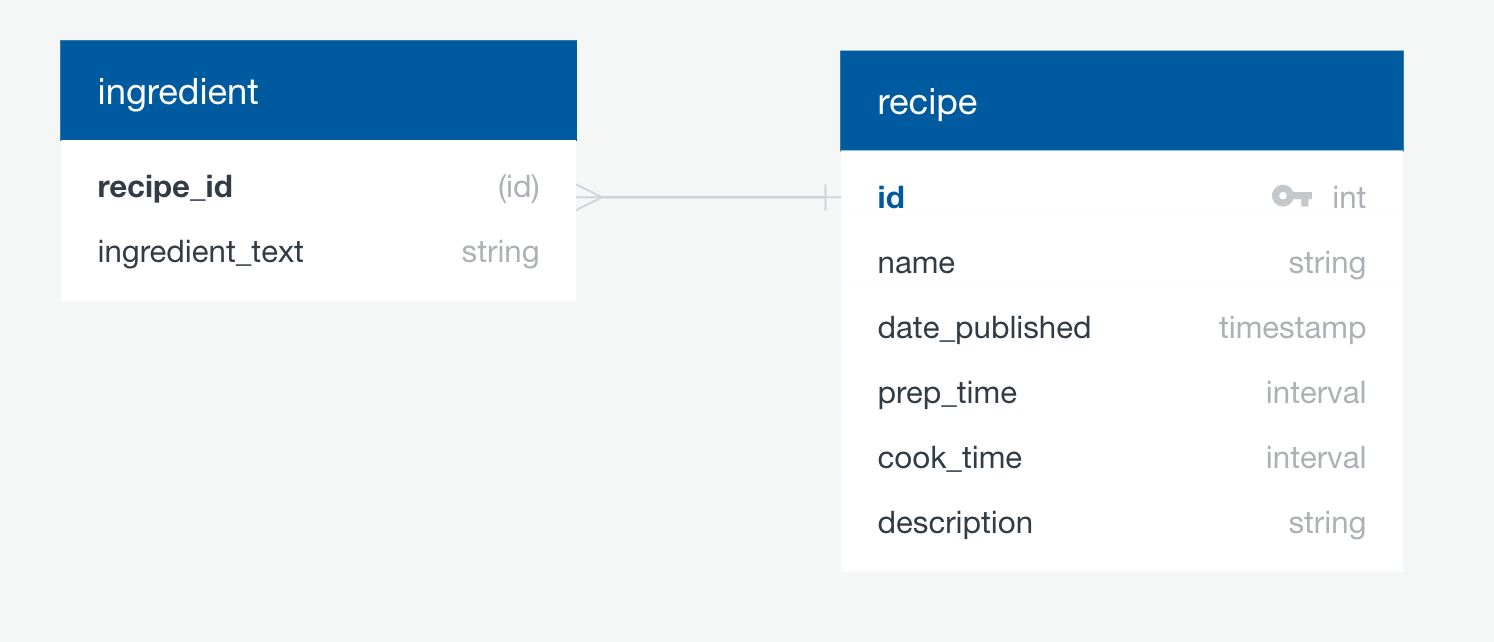 ingredient
recipe_id (id)
ingredient_text string
recipe
id int
name string
date_published timestamp
prep_time interval
cook_time interval
description string